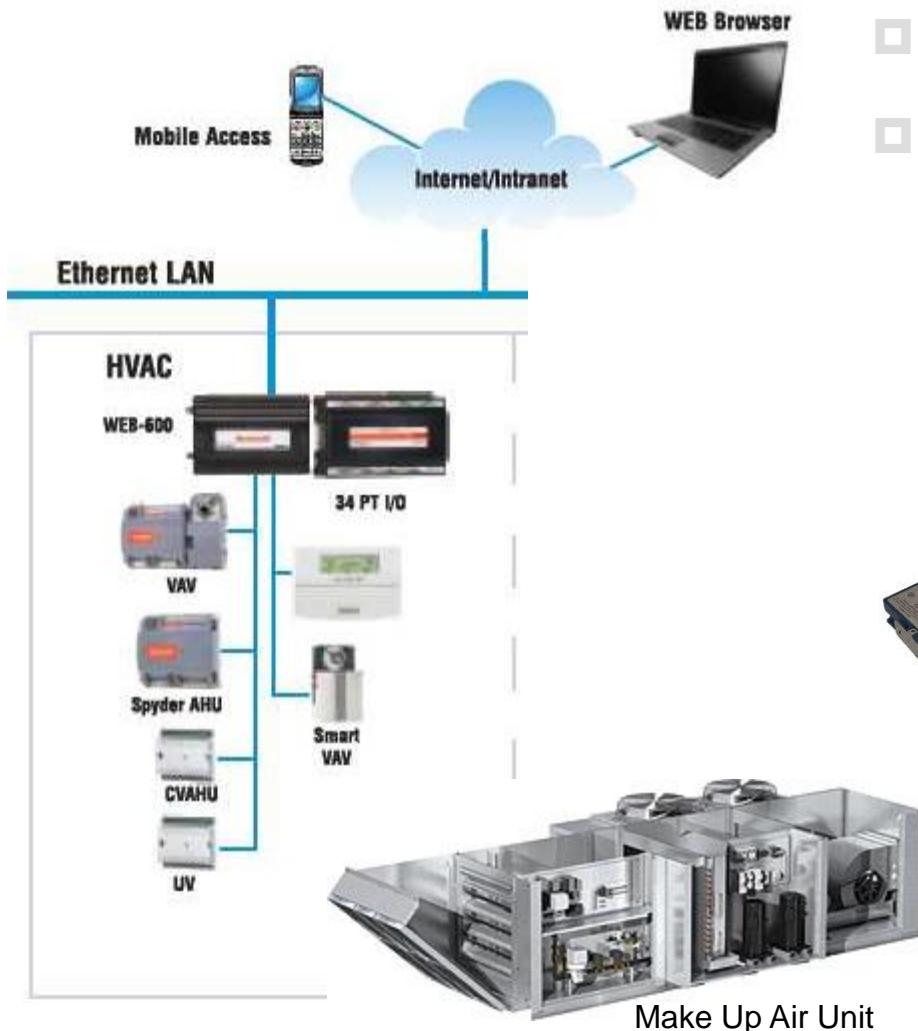 WEB Browser
Mobile Access
Internet/Intranet
Ethernet LAN
HVAC
WEB-600
34 PT I/O
VAV
Spyder AHU
Smart
VAV
CVAHU
UV
Make Up Air Unit